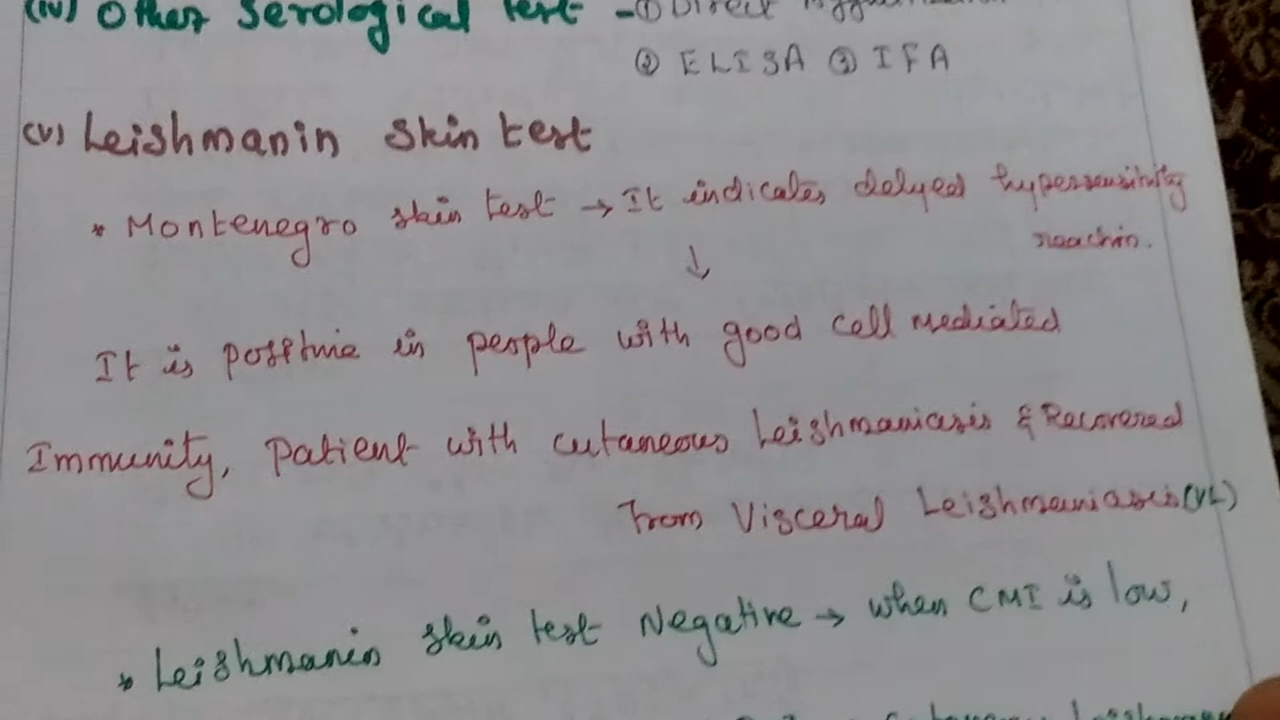 (iv) Other Serological test - ① Direct
② ELISA ③ IFA
(v) Leishmanin Skin test
* Montenegro skin test → It indicates delyed hypersensitivity
reachin.
↓
It is positive in people with good cell mediated
Immunity, Patient with cutaneous Leishmaniasis & Recovered
from Visceral Leishmaniasis (VL)
* Leishmanin skin test Negative → when CMI is low,